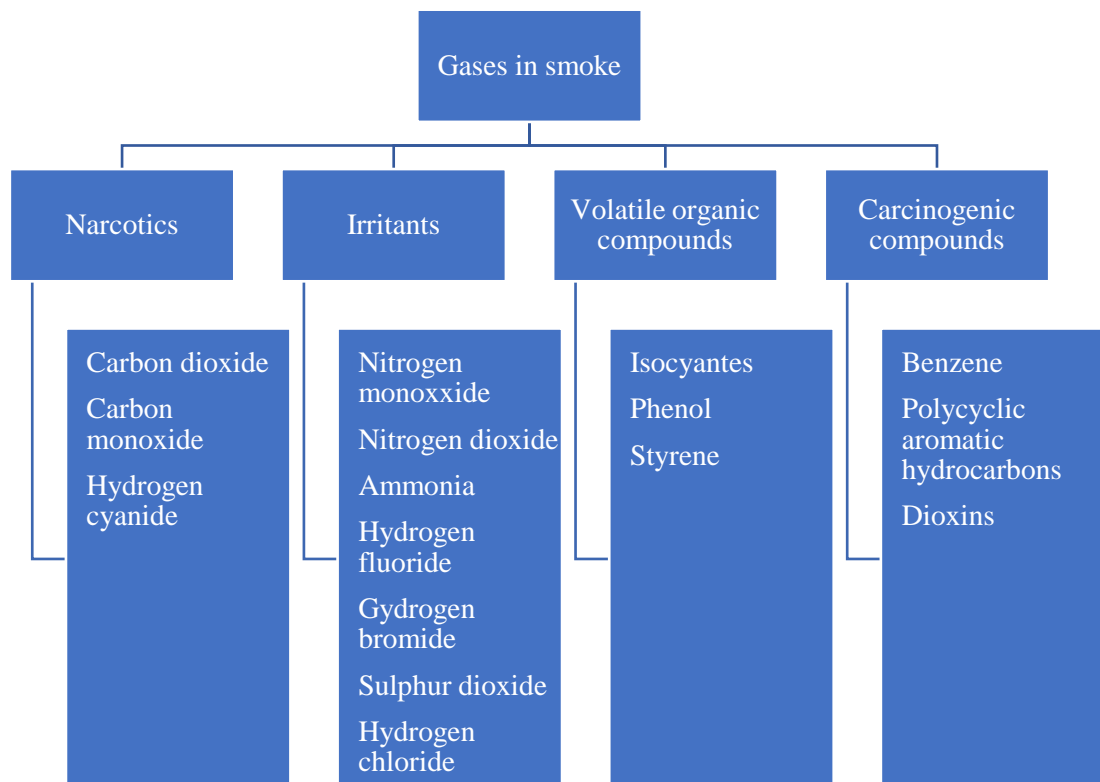 Gases in smoke
Narcotics
Irritants
Volatile organic
compounds
Carcinogenic
compounds
Carbon dioxide
Carbon
monoxide
Hydrogen
cyanide
Nitrogen
monoxxide
Nitrogen dioxide
Ammonia
Hydrogen
fluoride
Gydrogen
bromide
Sulphur dioxide
Hydrogen
chloride
Isocyantes
Phenol
Styrene
Benzene
Polycyclic
aromatic
hydrocarbons
Dioxins